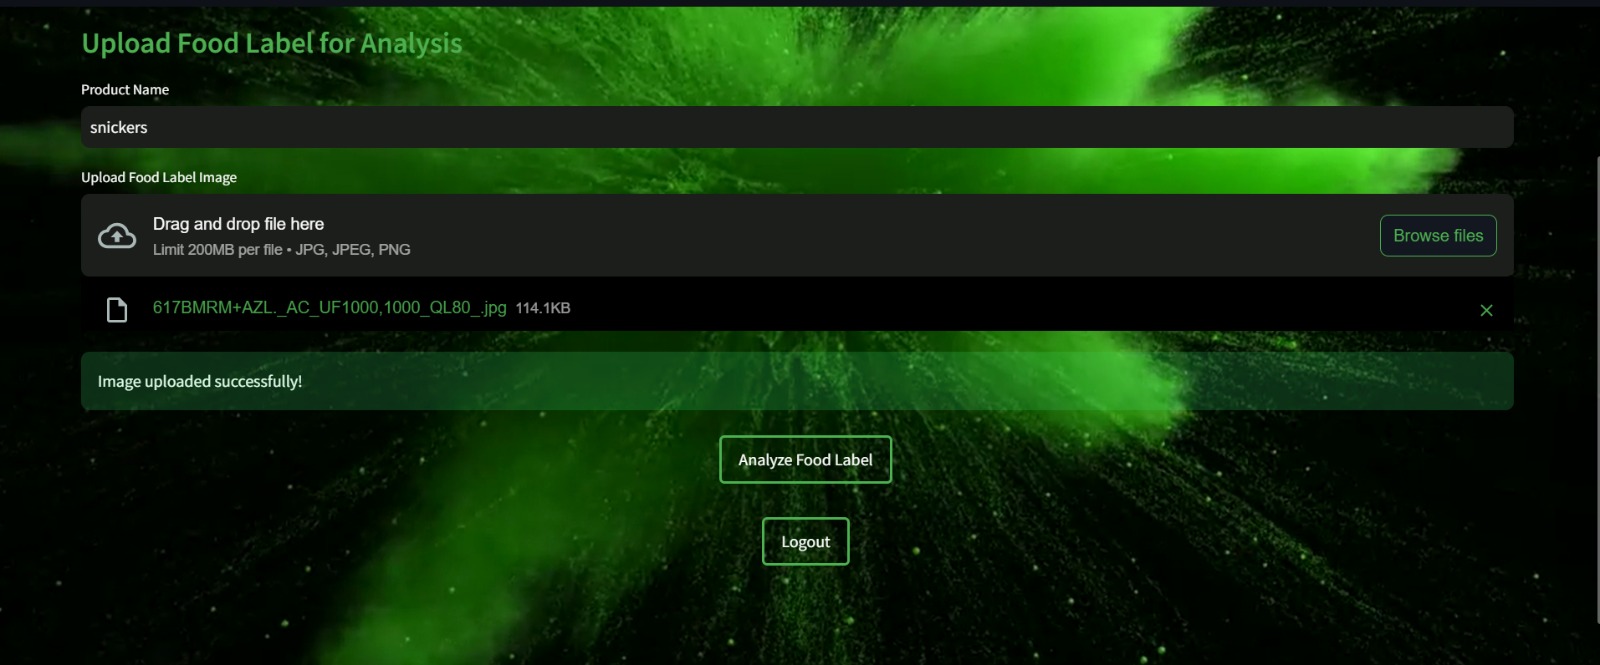 Upload Food Label for Analysis
Product Name
snickers
Upload Food Label Image
Drag and drop file here
Limit 200MB per file • JPG, JPEG, PNG
Browse files
617BMRM+AZL._AC_UF1000,1000_QL80_.jpg 114.1KB
Image uploaded successfully!
Analyze Food Label
Logout